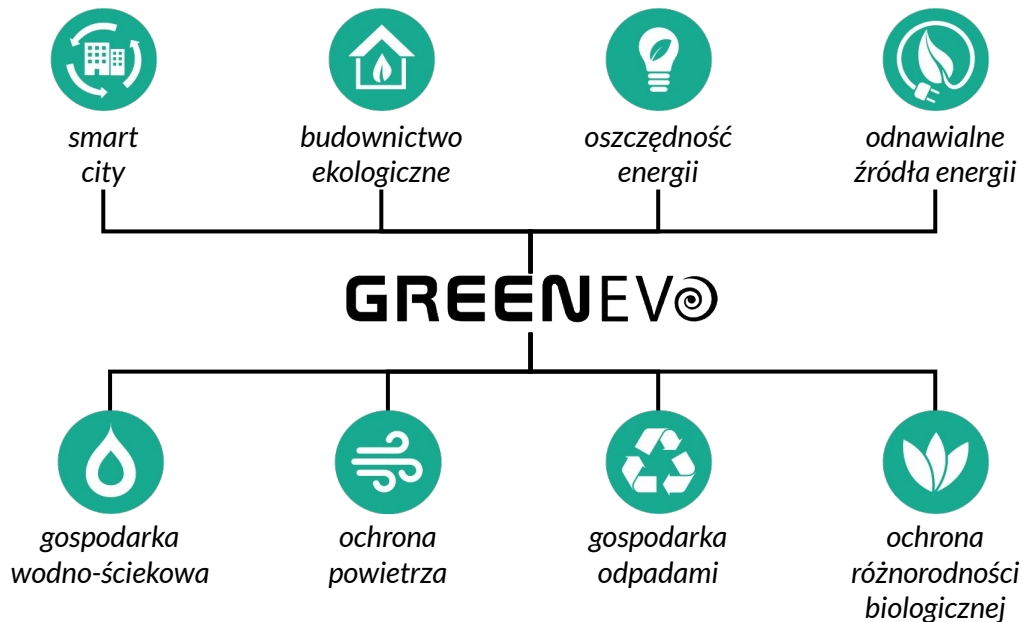 smart
city
budownictwo
ekologiczne
oszczędność
energii
odnawialne
źródła energii
GREENEVO
gospodarka
wodno-ściekowa
ochrona
powietrza
gospodarka
odpadami
ochrona
różnorodności
biologicznej